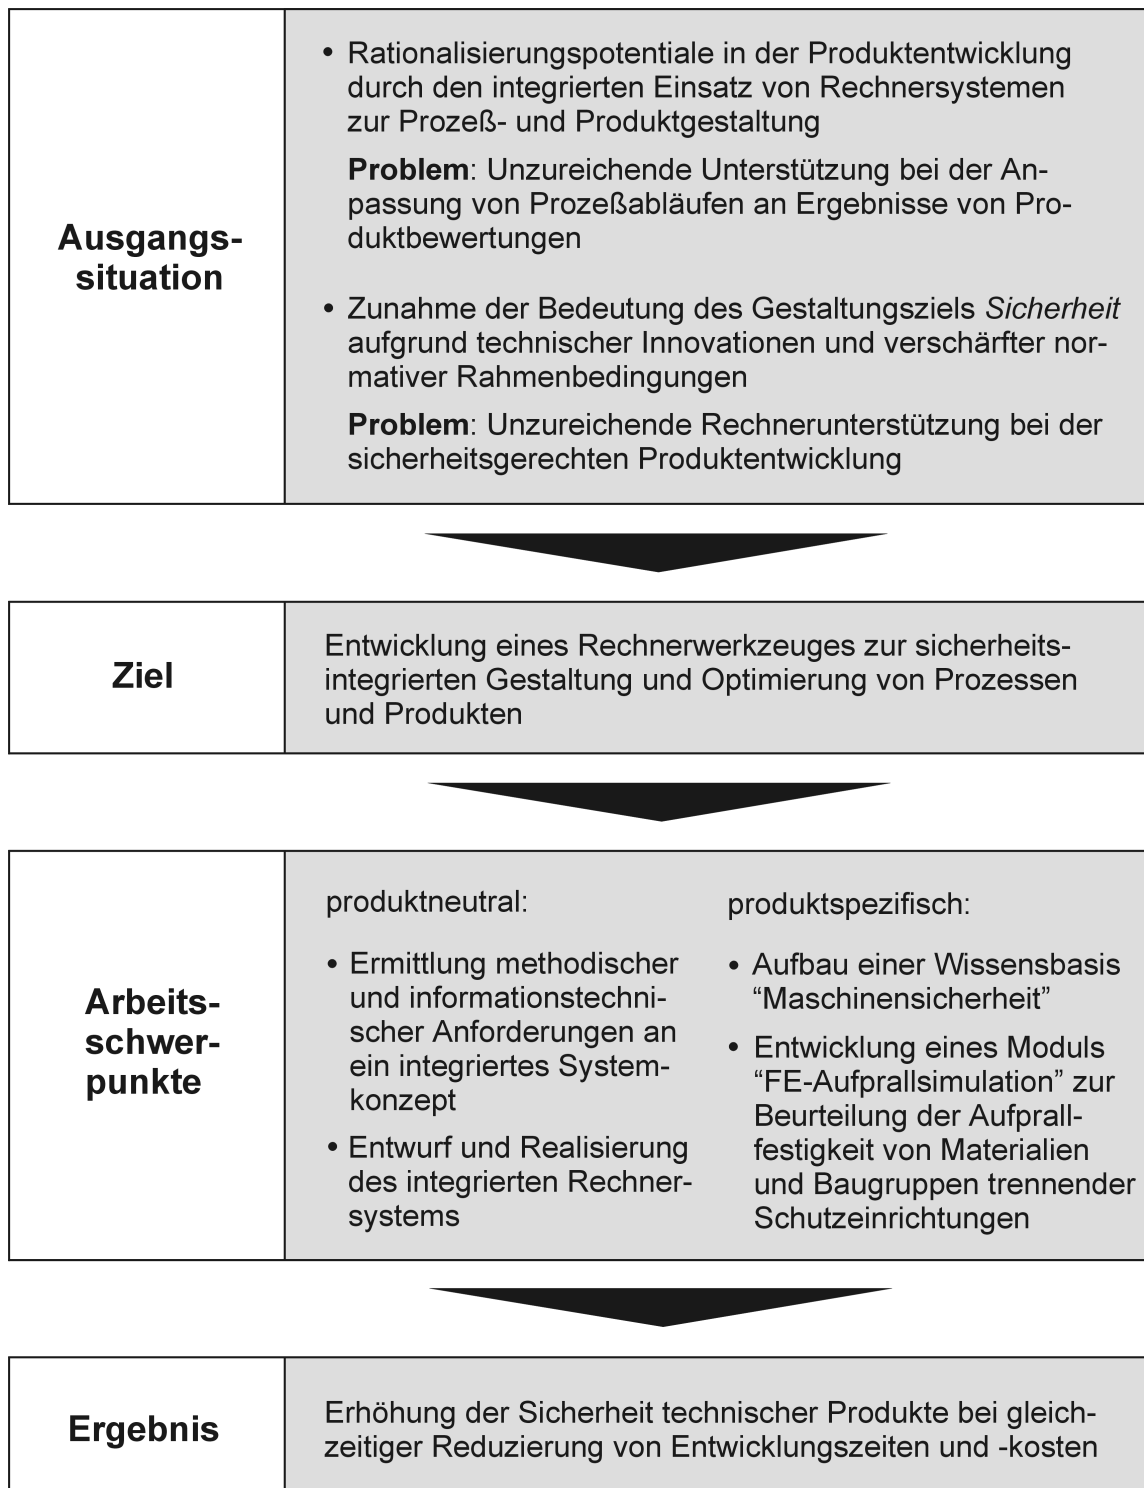 Ausgangs-
situation
• Rationalisierungspotentiale in der Produktentwicklung
durch den integrierten Einsatz von Rechnersystemen
zur Prozeß- und Produktgestaltung
Problem: Unzureichende Unterstützung bei der An-
passung von Prozeßabläufen an Ergebnisse von Pro-
duktbewertungen
• Zunahme der Bedeutung des Gestaltungsziels Sicherheit
aufgrund technischer Innovationen und verschärfter nor-
mativer Rahmenbedingungen
Problem: Unzureichende Rechnerunterstützung bei der
sicherheitsgerechten Produktentwicklung
Ziel
Entwicklung eines Rechnerwerkzeuges zur sicherheits-
integrierten Gestaltung und Optimierung von Prozessen
und Produkten
Arbeits-
schwer-
punkte
produktneutral:
• Ermittlung methodischer
und informationstechni-
scher Anforderungen an
ein integriertes System-
konzept
• Entwurf und Realisierung
des integrierten Rechner-
systems
produktspezifisch:
• Aufbau einer Wissensbasis
“Maschinensicherheit”
• Entwicklung eines Moduls
“FE-Aufprallsimulation” zur
Beurteilung der Aufprall-
festigkeit von Materialien
und Baugruppen trennender
Schutzeinrichtungen
Ergebnis
Erhöhung der Sicherheit technischer Produkte bei gleich-
zeitiger Reduzierung von Entwicklungszeiten und -kosten